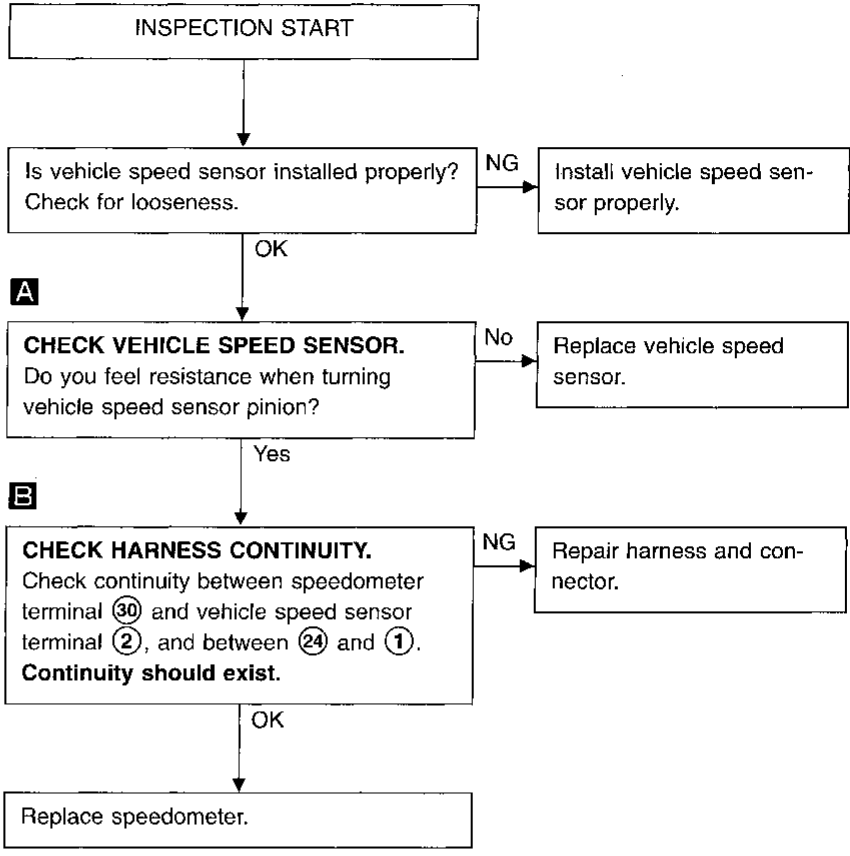 INSPECTION START
Is vehicle speed sensor installed properly?
Check for looseness.
NG
Install vehicle speed sen-
sor properly.
OK
A
CHECK VEHICLE SPEED SENSOR.
Do you feel resistance when turning
vehicle speed sensor pinion?
No
Replace vehicle speed
sensor.
Yes
B
CHECK HARNESS CONTINUITY.
Check continuity between speedometer
terminal 30 and vehicle speed sensor
terminal 2, and between 24 and 1.
Continuity should exist.
NG
Repair harness and con-
nector.
OK
Replace speedometer.